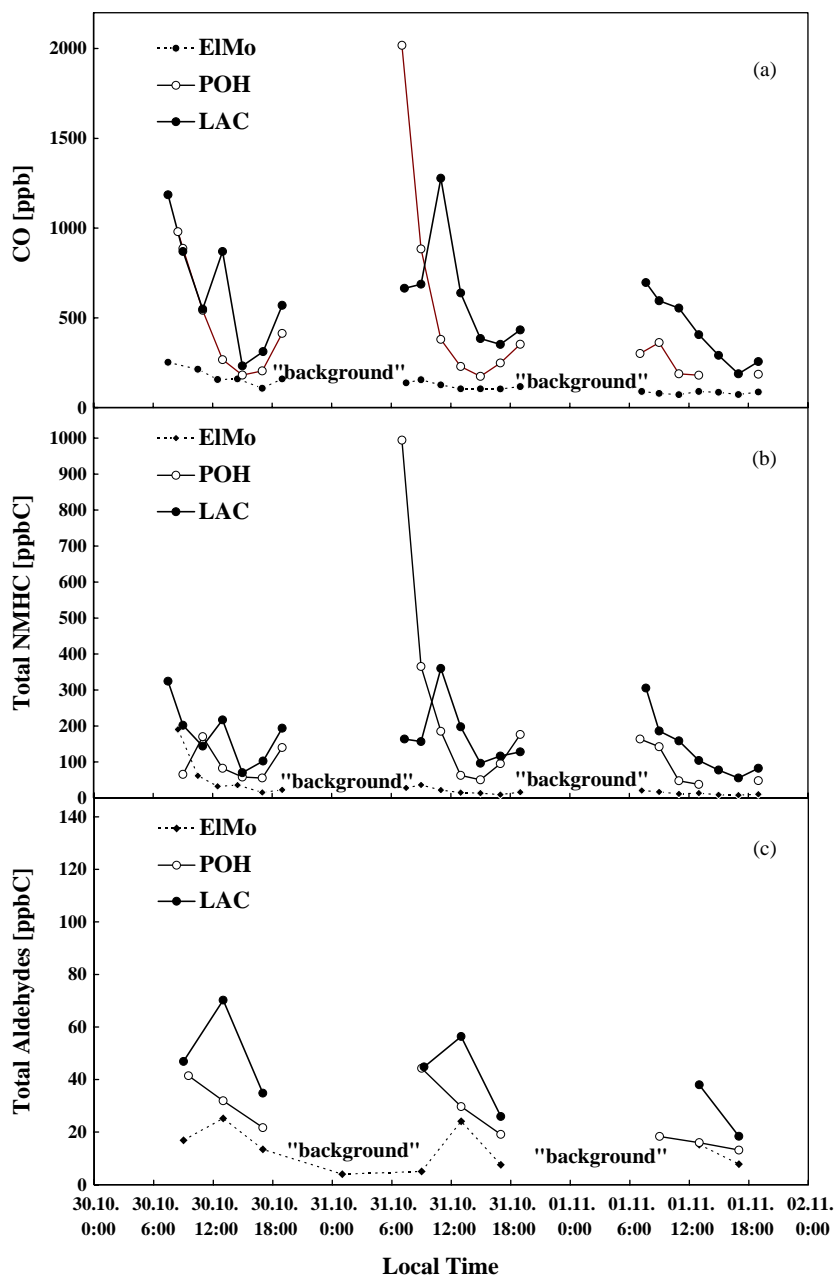 2000
1500
1000
500
0
CO [ppb]
ElMo
POH
LAC
(a)
"background"
"background"
1000
900
800
700
600
500
400
300
200
100
0
Total NMHC [ppbC]
ElMo
POH
LAC
(b)
"background"
"background"
140
120
100
80
60
40
20
0
Total Aldehydes [ppbC]
ElMo
POH
LAC
(c)
"background"
"background"
30.10. 30.10. 30.10. 30.10. 31.10. 31.10. 31.10. 31.10. 01.11. 01.11. 01.11. 01.11. 02.11.
0:00 6:00 12:00 18:00 0:00 6:00 12:00 18:00 0:00 6:00 12:00 18:00 0:00
Local Time